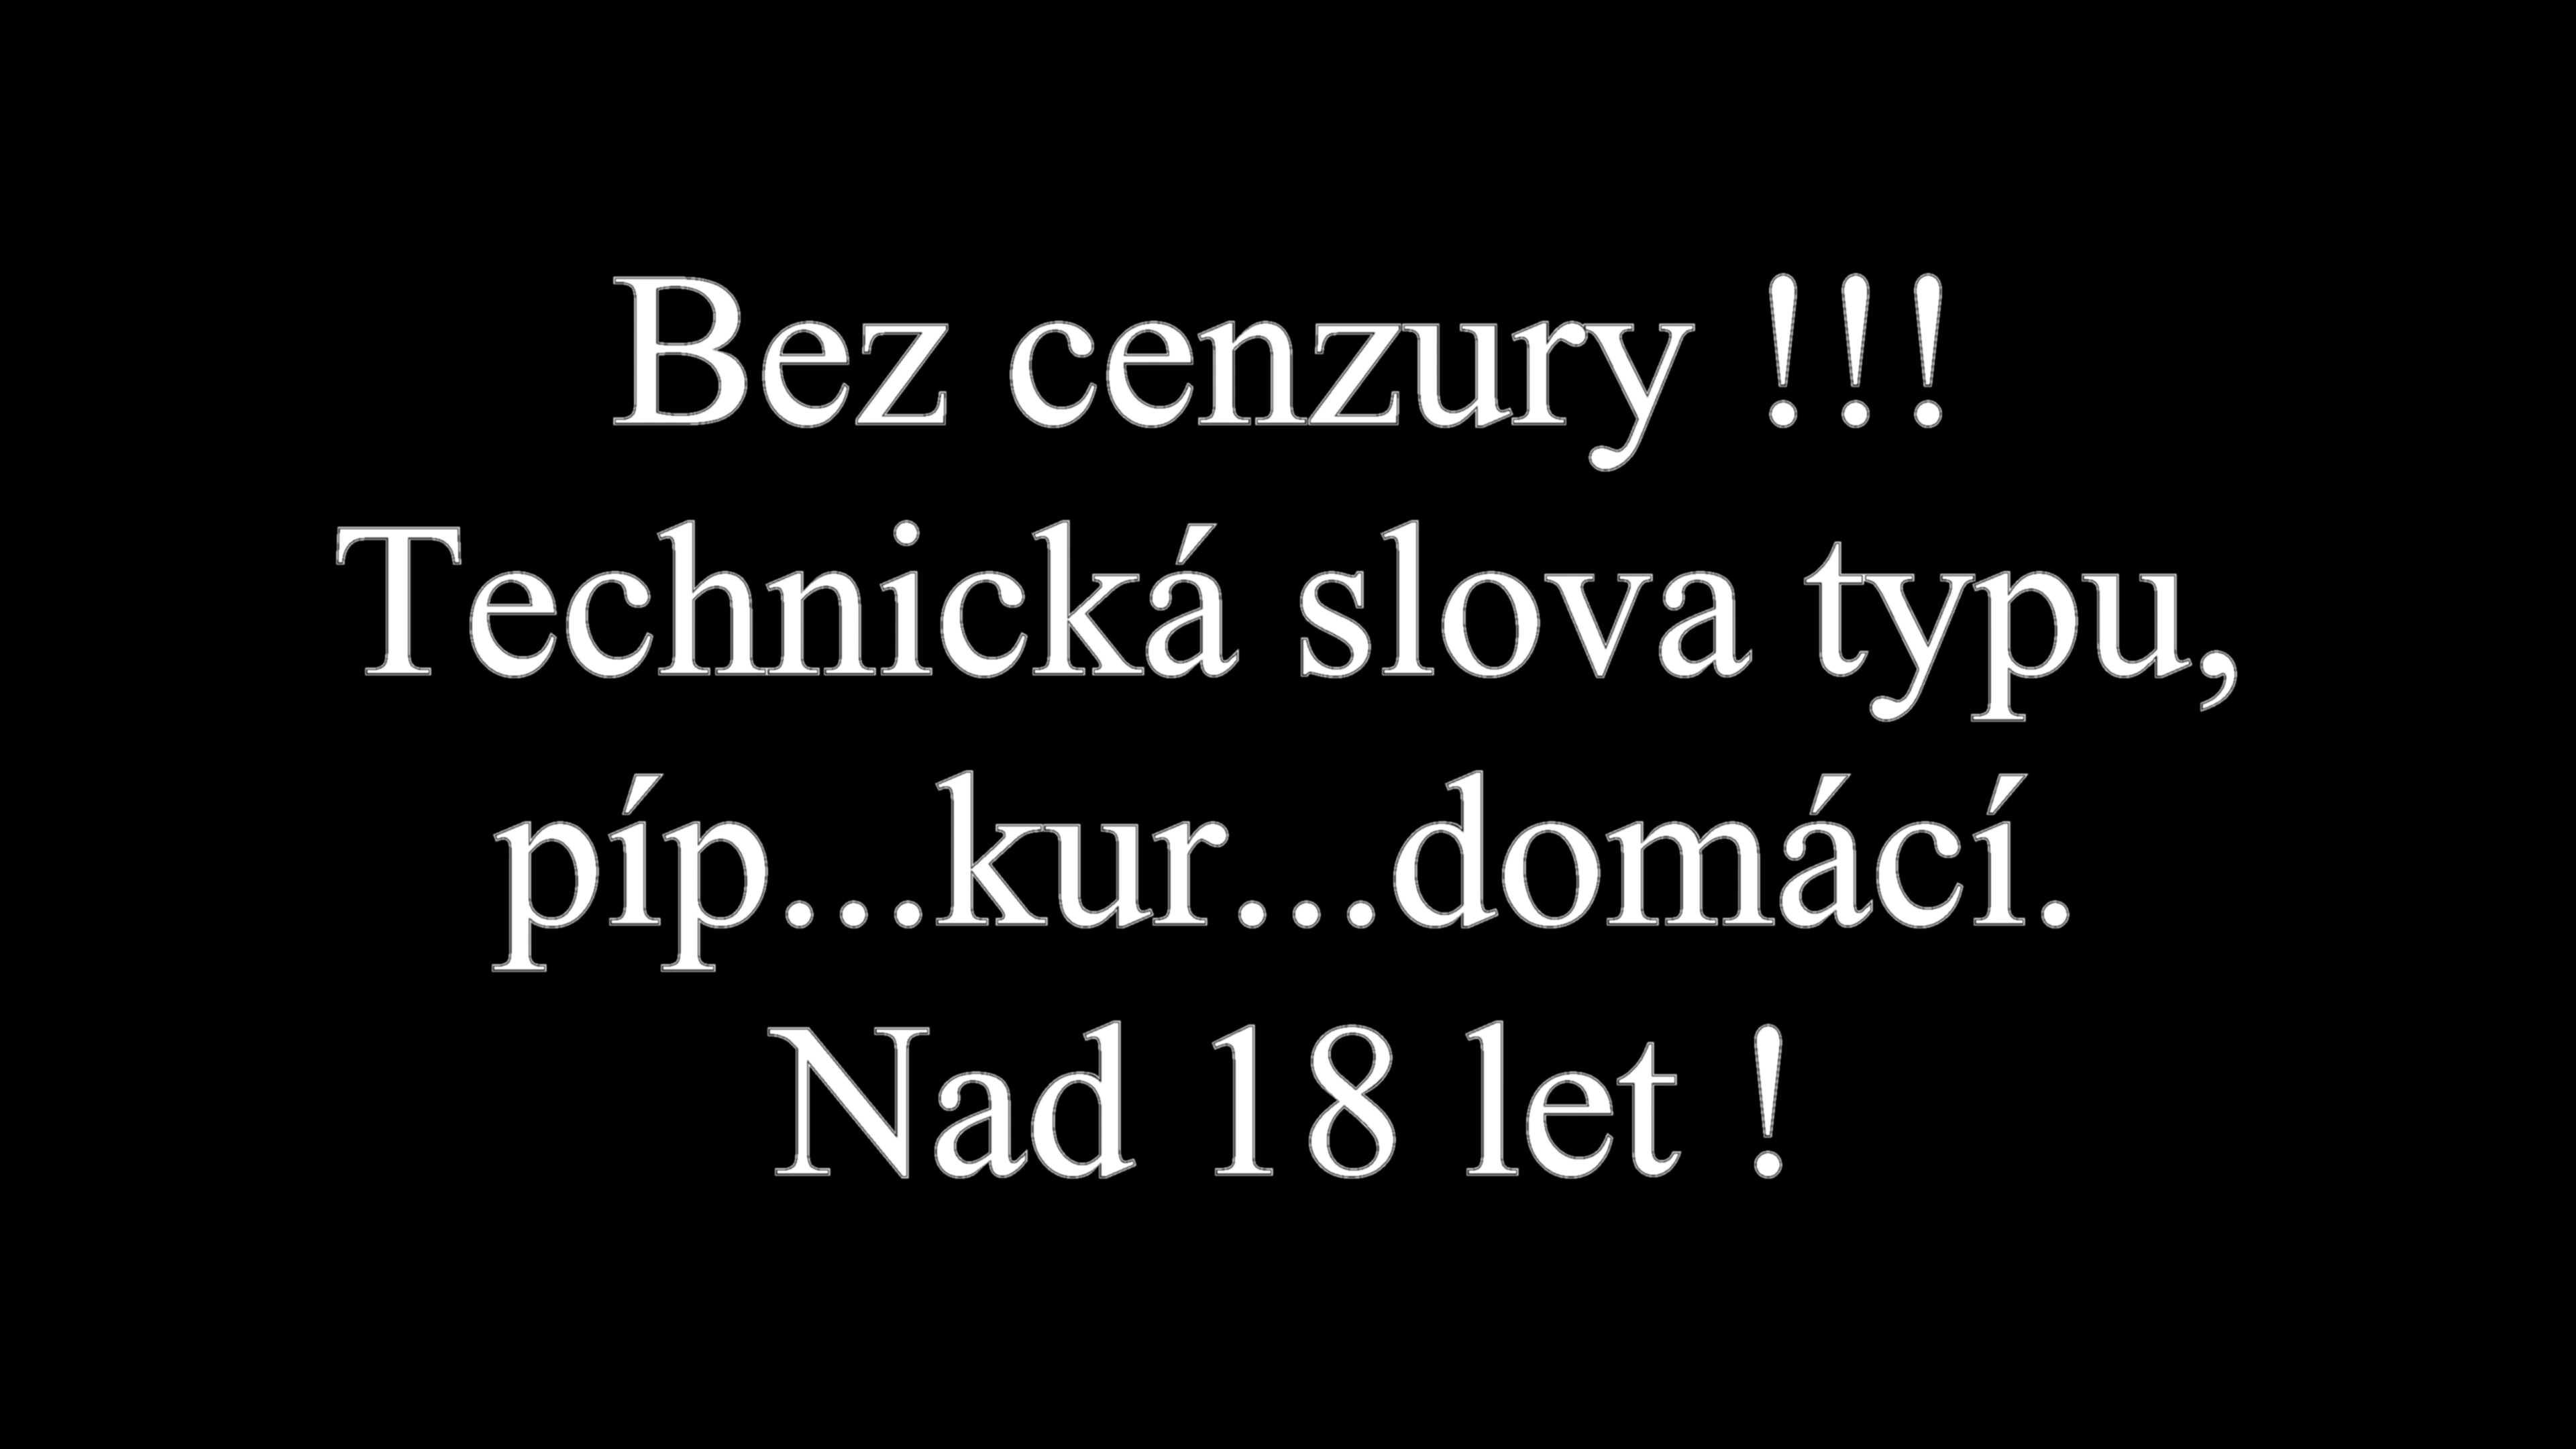 Bez cenzury !!!
Technická slova typu,
píp...kur...domácí.
Nad 18 let !